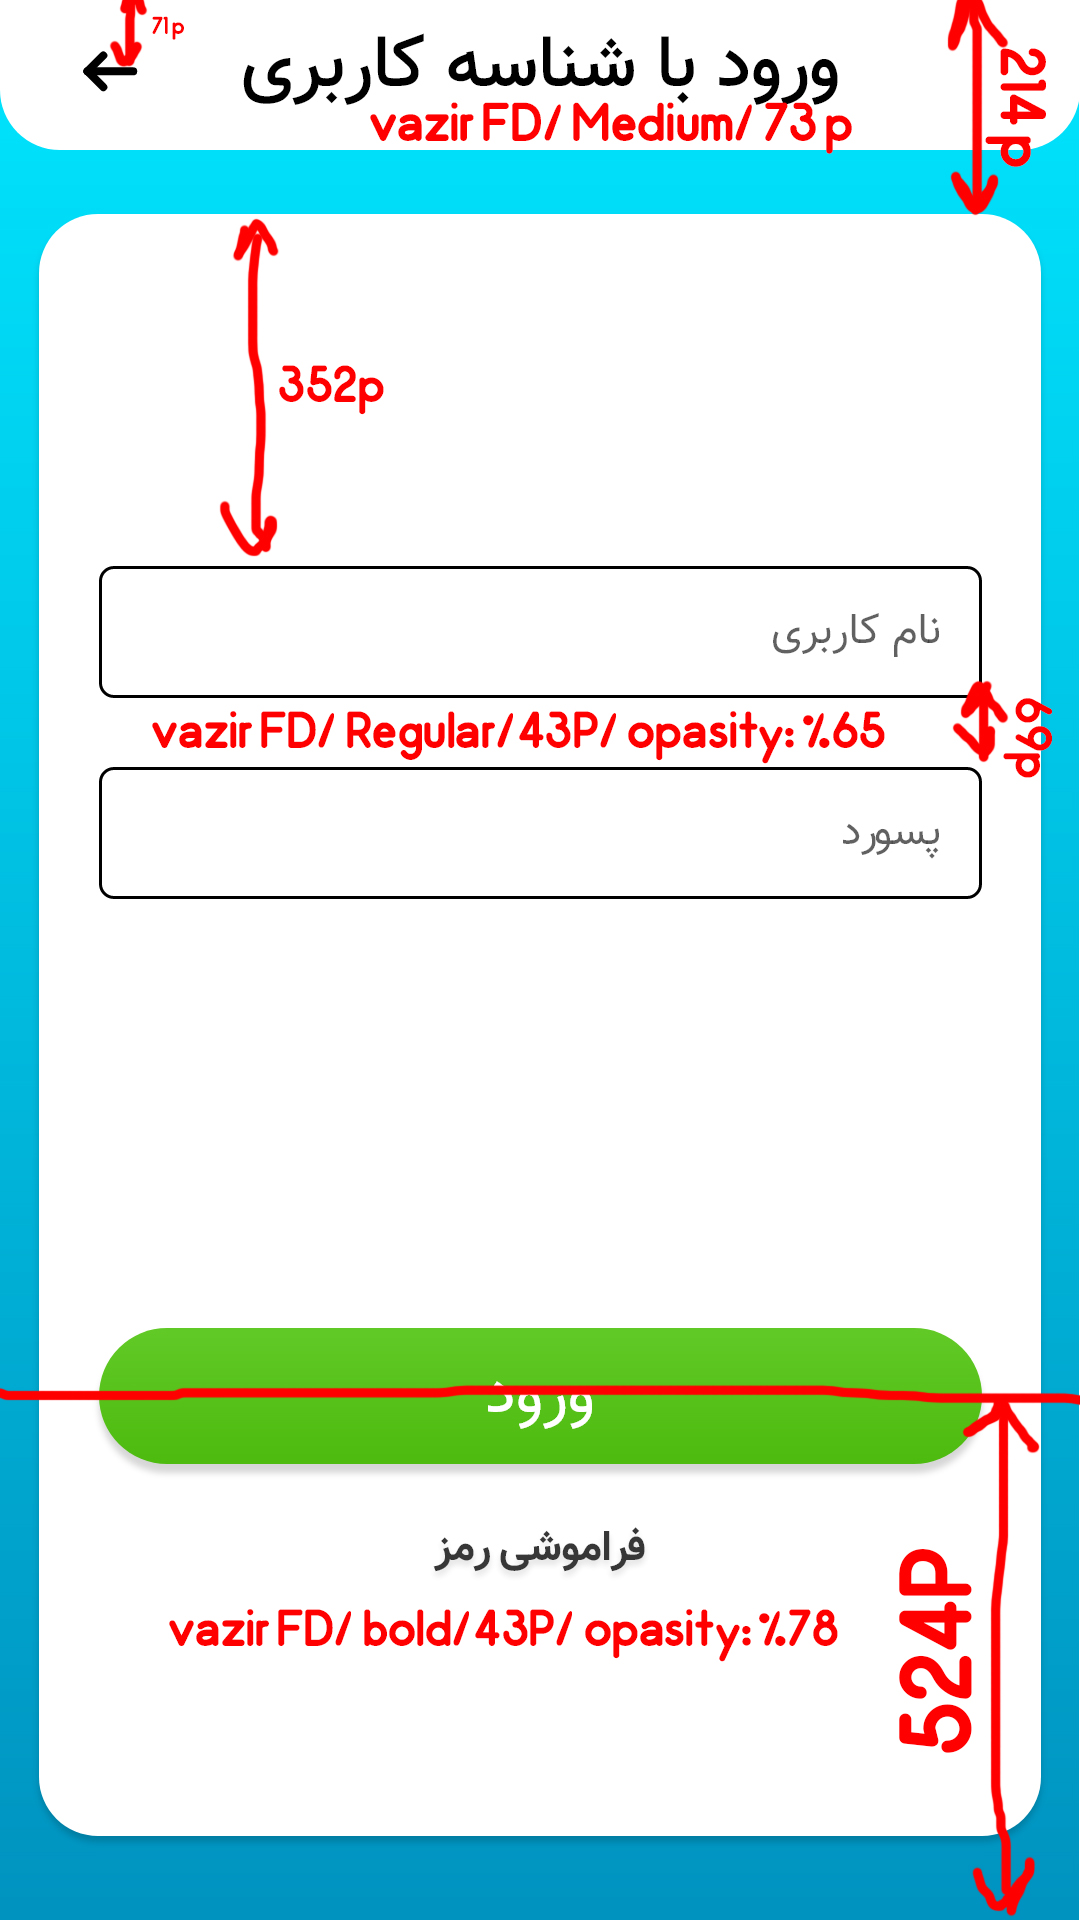 71p
ورود با شناسه کاربری
vazir FD/ Medium/ 73 p
214 p
352p
نام کاربری
vazir FD/ Regular/43P/ opasity: %.65
69p
پسورد
ورود
فراموشی رمز
vazir FD/ bold/43P/ opasity: %.78
524P